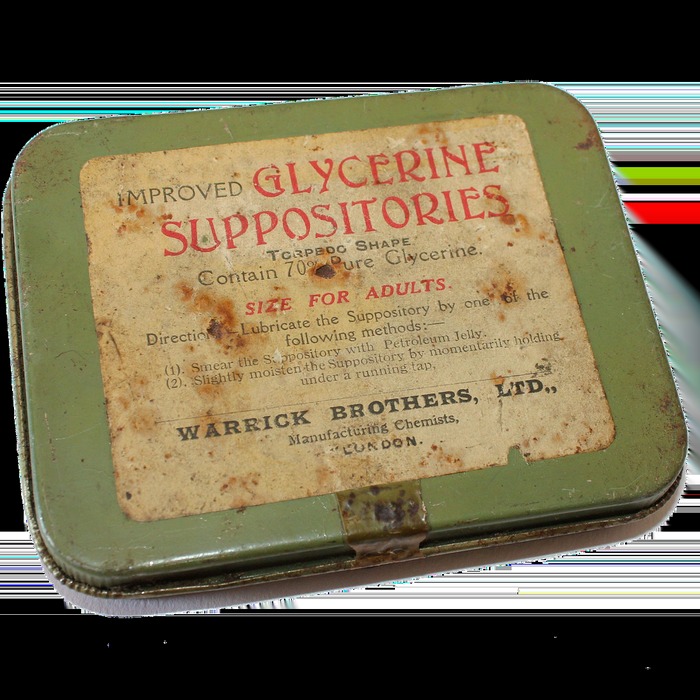 IMPROVED GLYCERINE
SUPPOSITORIES
TORPEDO SHAPE
Contain 70% Pure Glycerine.
SIZE FOR ADULTS.
Direction —Lubricate the Suppository by one of the
following methods:—
(1). Smear the Suppository with Petroleum Jelly.
(2). Slightly moisten the Suppository by momentarily holding
under a running tap.
WARRICK BROTHERS, LTD.,
Manufacturing Chemists,
LONDON.